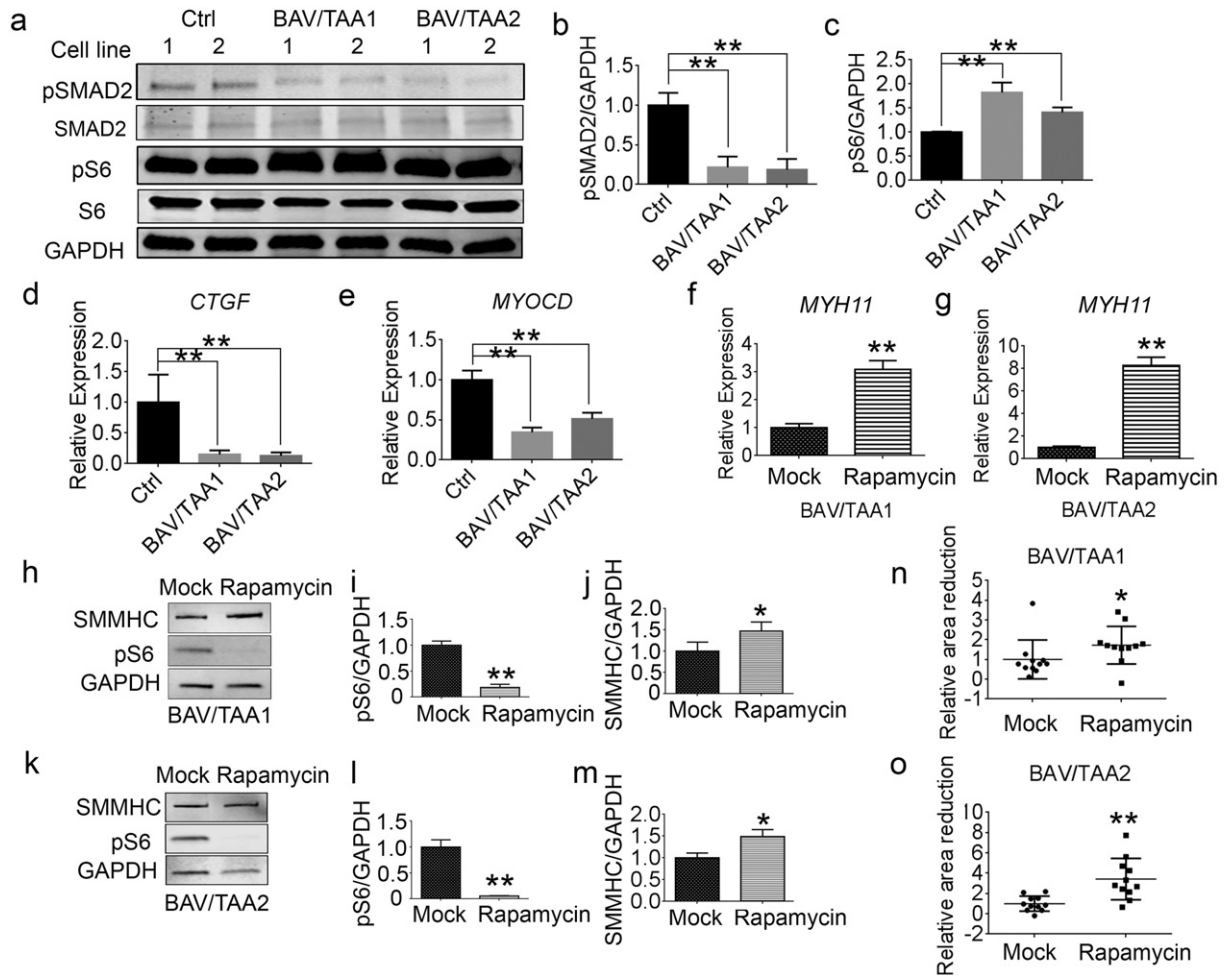 a
Ctrl BAV/TAA1 BAV/TAA2
Cell line 1 2 1 2 1 2
pSMAD2
SMAD2
pS6
S6
GAPDH
b
pSMAD2/GAPDH
1.5
1.0
0.5
0.0
**
**
Ctrl
BAV/TAA1
BAV/TAA2
c
pS6/GAPDH
2.5
2.0
1.5
1.0
0.5
0.0
**
**
Ctrl
BAV/TAA1
BAV/TAA2
d
CTGF
Relative Expression
2.0
1.5
1.0
0.5
0.0
**
**
Ctrl
BAV/TAA1
BAV/TAA2
e
MYOCD
Relative Expression
1.5
1.0
0.5
0.0
**
**
Ctrl
BAV/TAA1
BAV/TAA2
f
MYH11
Relative Expression
4
3
2
1
0
**
Mock Rapamycin
BAV/TAA1
g
MYH11
Relative Expression
10
8
6
4
2
0
**
Mock Rapamycin
BAV/TAA2
h
Mock Rapamycin
SMMHC
pS6
GAPDH
BAV/TAA1
i
pS6/GAPDH
1.5
1.0
0.5
0
**
Mock Rapamycin
j
SMMHC/GAPDH
2.0
1.5
1.0
0.5
0.0
*
Mock Rapamycin
n
BAV/TAA1
Relative area reduction
5
4
3
2
1
0
-1
*
Mock Rapamycin
k
Mock Rapamycin
SMMHC
pS6
GAPDH
BAV/TAA2
l
pS6/GAPDH
1.5
1.0
0.5
0
**
Mock Rapamycin
m
SMMHC/GAPDH
2.0
1.5
1.0
0.5
0.0
*
Mock Rapamycin
o
BAV/TAA2
Relative area reduction
10
8
6
4
2
0
-2
**
Mock Rapamycin